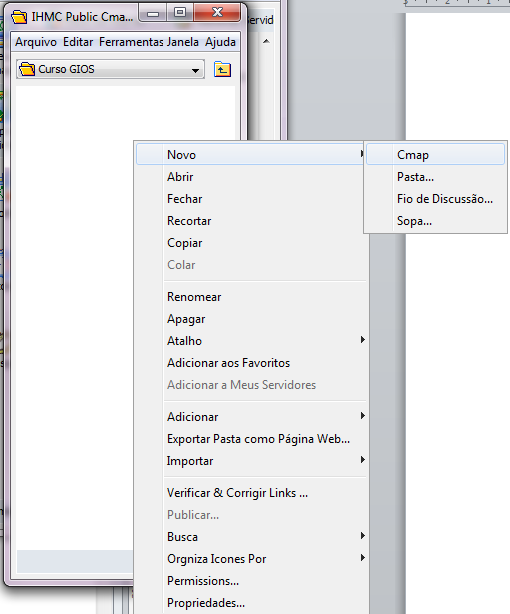 IHMC Public Cma...
Servid
Arquivo Editar Ferramentas Janela Ajuda
Curso GIOS
Novo
Cmap
Abrir
Pasta...
Fechar
Fio de Discussão...
Recortar
Sopa...
Copiar
Colar
Renomear
Apagar
Atalho
Adicionar aos Favoritos
Adicionar a Meus Servidores
Adicionar
Exportar Pasta como Página Web...
Importar
Verificar & Corrigir Links ...
Publicar...
Busca
Orgniza Icones Por
Permissions...
Propriedades...